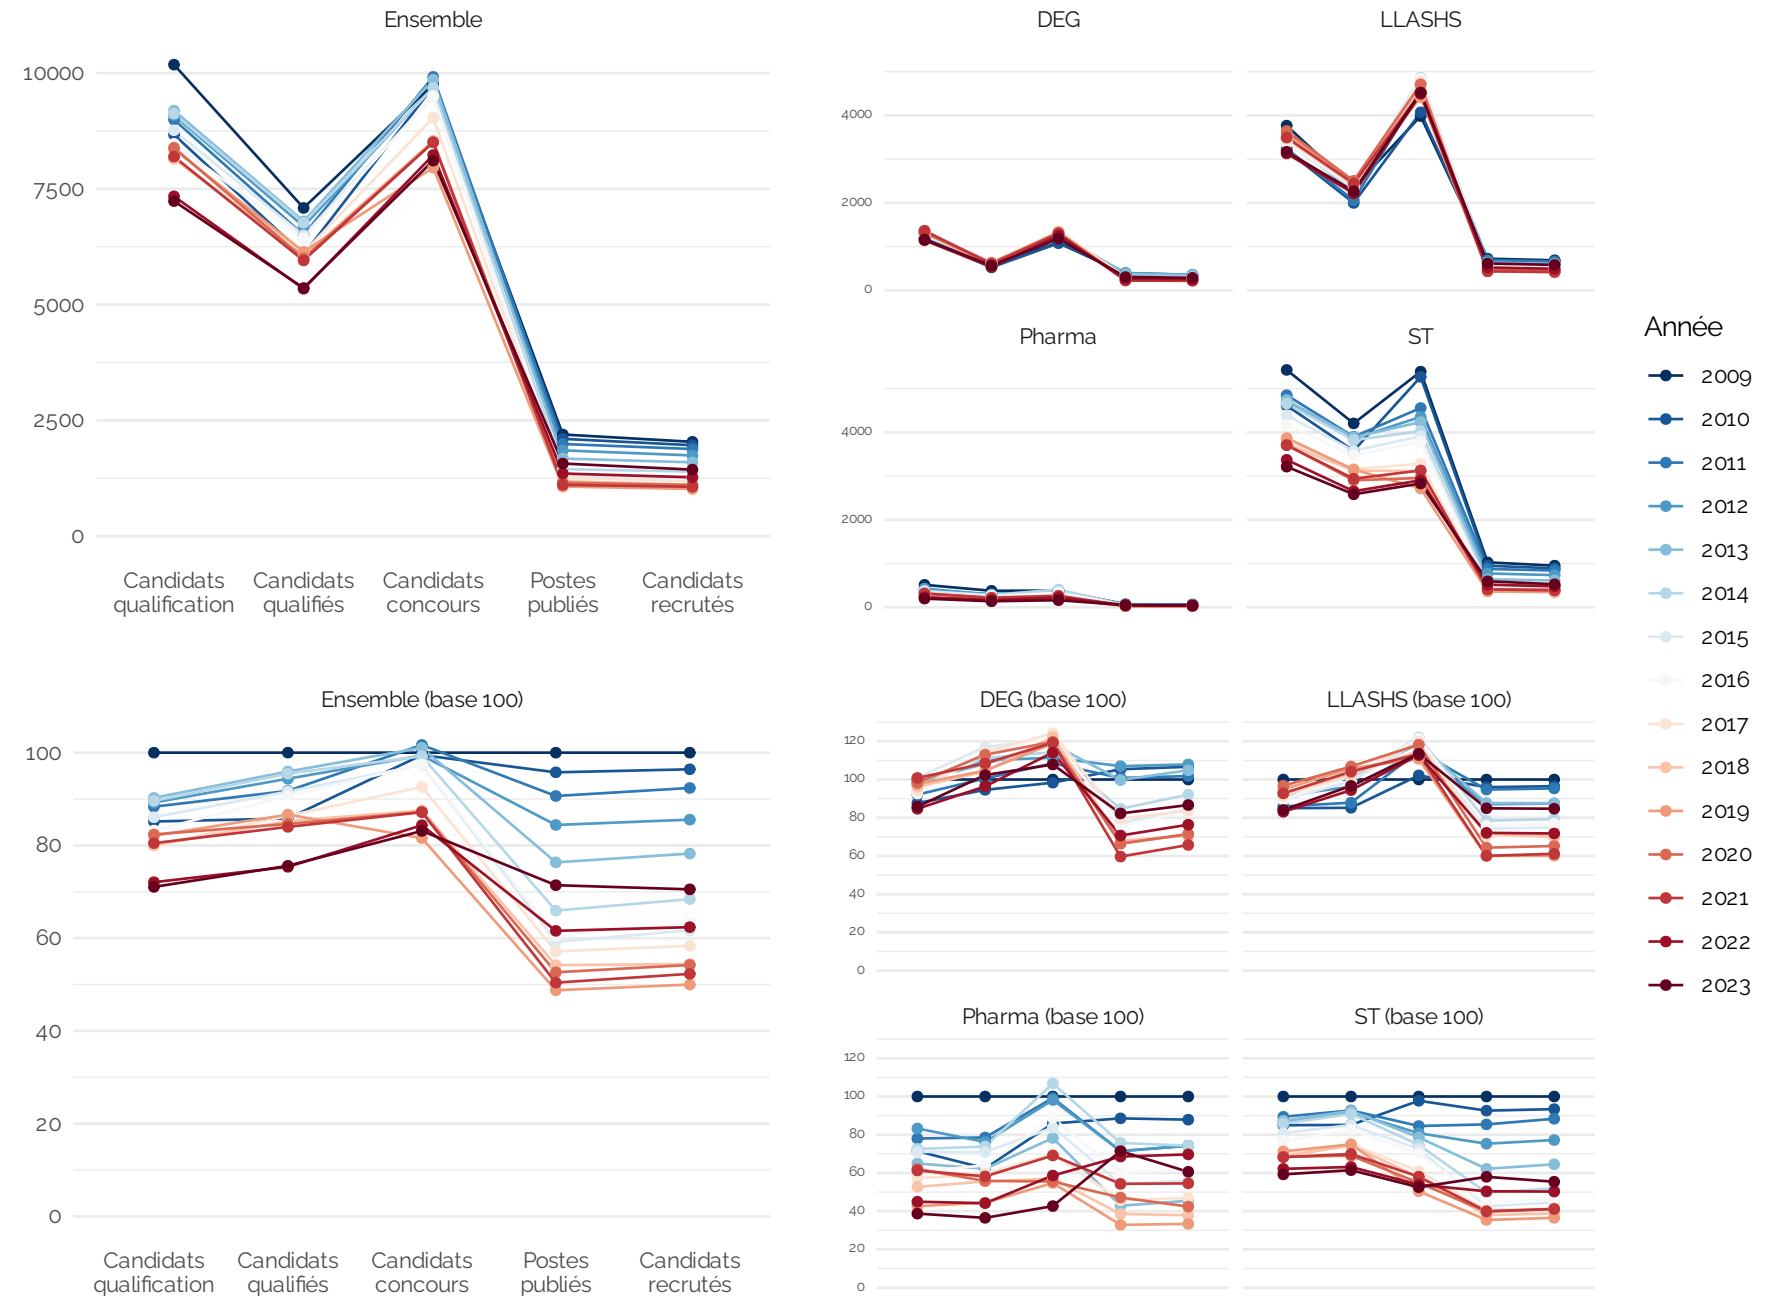 Ensemble
10000
7500
5000
2500
0
Candidats
qualification
Candidats
qualifiés
Candidats
concours
Postes
publiés
Candidats
recrutés
DEG
LLASHS
4000
2000
0
Pharma
ST
4000
2000
0
Ensemble (base 100)
100
80
60
40
20
0
Candidats
qualification
Candidats
qualifiés
Candidats
concours
Postes
publiés
Candidats
recrutés
DEG (base 100)
LLASHS (base 100)
120
100
80
60
40
20
0
Pharma (base 100)
ST (base 100)
120
100
80
60
40
20
0
Année
2009
2010
2011
2012
2013
2014
2015
2016
2017
2018
2019
2020
2021
2022
2023